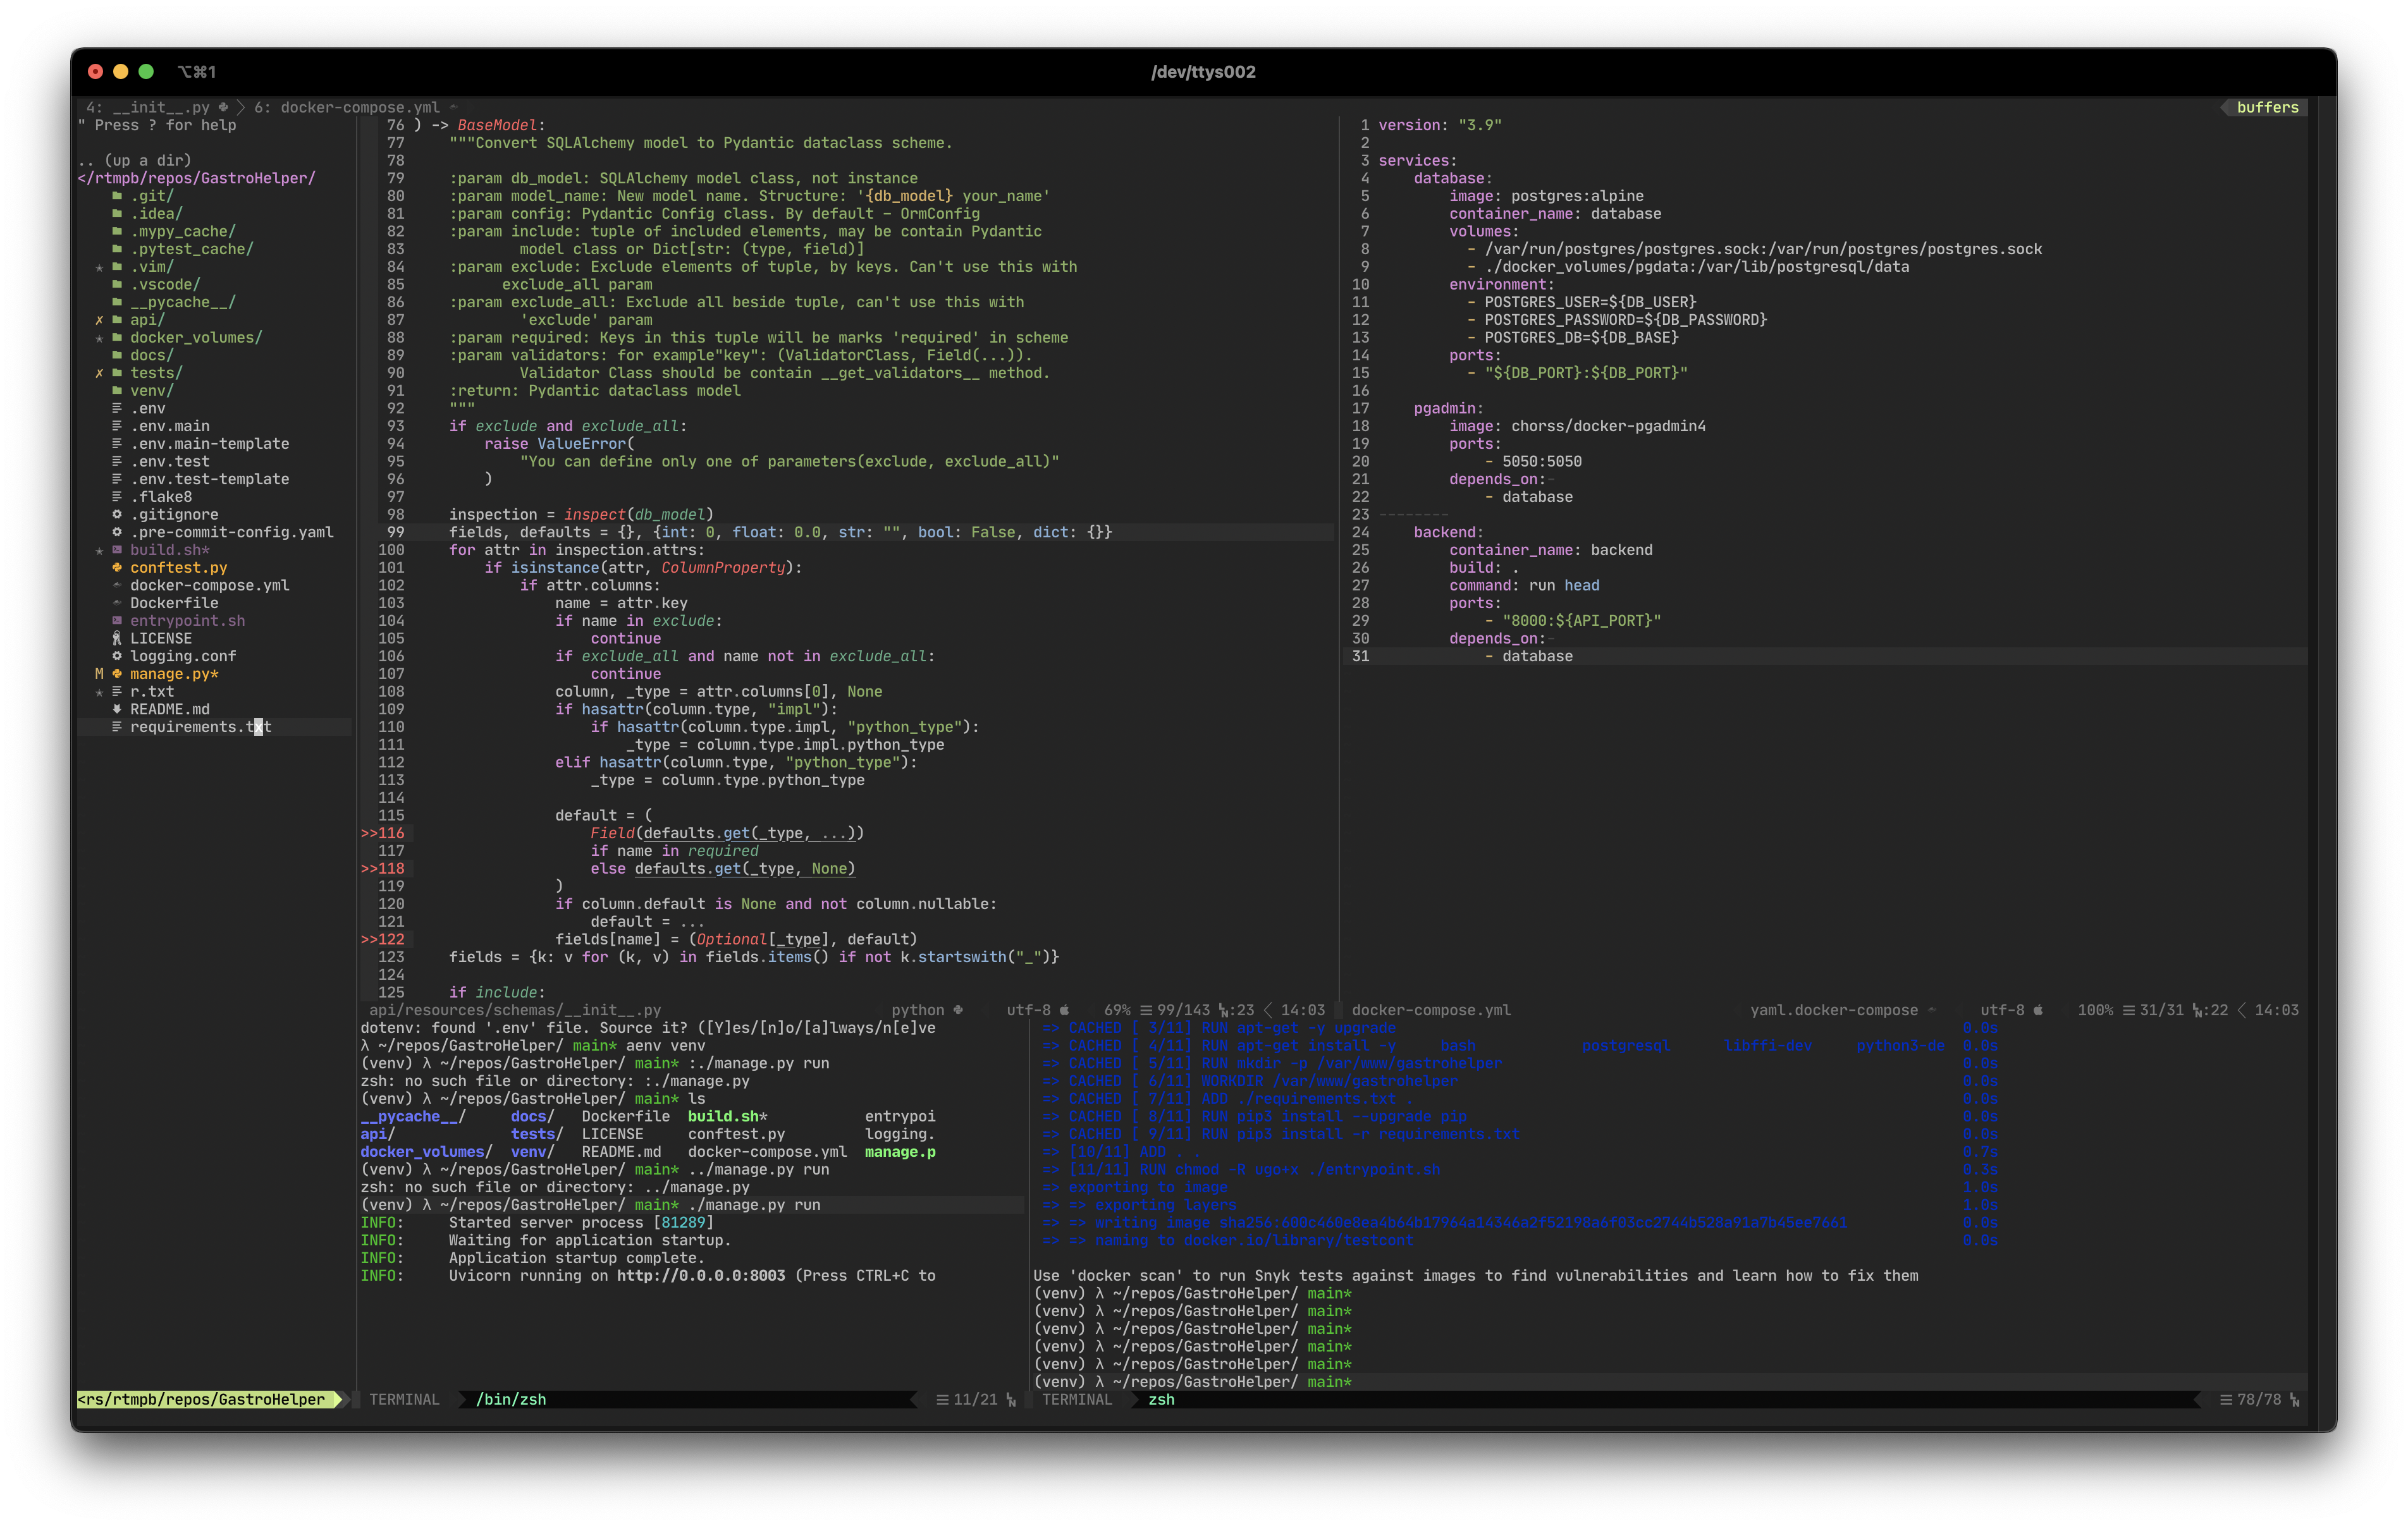 ⌥⌘1
/dev/ttys002
4: __init__.py 6: docker-compose.yml
buffers
" Press ? for help
.. (up a dir)
</rtmpb/repos/GastroHelper/
.git/
.idea/
.mypy_cache/
.pytest_cache/
★ .vim/
.vscode/
__pycache__/
✗ api/
★ docker_volumes/
docs/
✗ tests/
venv/
.env
.env.main
.env.main-template
.env.test
.env.test-template
.flake8
.gitignore
.pre-commit-config.yaml
★ build.sh*
conftest.py
docker-compose.yml
Dockerfile
entrypoint.sh
LICENSE
logging.conf
M manage.py*
★ r.txt
README.md
requirements.txt
<rs/rtmpb/repos/GastroHelper
76 ) -> BaseModel:
77     """Convert SQLAlchemy model to Pydantic dataclass scheme.
78
79     :param db_model: SQLAlchemy model class, not instance
80     :param model_name: New model name. Structure: '{db_model} your_name'
81     :param config: Pydantic Config class. By default - OrmConfig
82     :param include: tuple of included elements, may be contain Pydantic
83             model class or Dict[str: (type, field)]
84     :param exclude: Exclude elements of tuple, by keys. Can't use this with
85           exclude_all param
86     :param exclude_all: Exclude all beside tuple, can't use this with
87             'exclude' param
88     :param required: Keys in this tuple will be marks 'required' in scheme
89     :param validators: for example"key": (ValidatorClass, Field(...)).
90             Validator Class should be contain __get_validators__ method.
91     :return: Pydantic dataclass model
92     """
93     if exclude and exclude_all:
94         raise ValueError(
95             "You can define only one of parameters(exclude, exclude_all)"
96         )
97
98     inspection = inspect(db_model)
99     fields, defaults = {}, {int: 0, float: 0.0, str: "", bool: False, dict: {}}
100     for attr in inspection.attrs:
101         if isinstance(attr, ColumnProperty):
102             if attr.columns:
103                 name = attr.key
104                 if name in exclude:
105                     continue
106                 if exclude_all and name not in exclude_all:
107                     continue
108                 column, _type = attr.columns[0], None
109                 if hasattr(column.type, "impl"):
110                     if hasattr(column.type.impl, "python_type"):
111                         _type = column.type.impl.python_type
112                 elif hasattr(column.type, "python_type"):
113                     _type = column.type.python_type
114
115                 default = (
>>116                     Field(defaults.get(_type, ...))
117                     if name in required
>>118                     else defaults.get(_type, None)
119                 )
120                 if column.default is None and not column.nullable:
121                     default = ...
>>122                 fields[name] = (Optional[_type], default)
123     fields = {k: v for (k, v) in fields.items() if not k.startswith("_")}
124
125     if include:
api/resources/schemas/__init__.py python utf-8 69% ☰ 99/143 :23 14:03
1 version: "3.9"
2
3 services:
4     database:
5         image: postgres:alpine
6         container_name: database
7         volumes:
8           - /var/run/postgres/postgres.sock:/var/run/postgres/postgres.sock
9           - ./docker_volumes/pgdata:/var/lib/postgresql/data
10         environment:
11           - POSTGRES_USER=${DB_USER}
12           - POSTGRES_PASSWORD=${DB_PASSWORD}
13           - POSTGRES_DB=${DB_BASE}
14         ports:
15           - "${DB_PORT}:${DB_PORT}"
16
17     pgadmin:
18         image: chorss/docker-pgadmin4
19         ports:
20             - 5050:5050
21         depends_on:-
22             - database
23 --------
24     backend:
25         container_name: backend
26         build: .
27         command: run head
28         ports:
29             - "8000:${API_PORT}"
30         depends_on:-
31             - database
docker-compose.yml yaml.docker-compose utf-8 100% ☰ 31/31 :22 14:03
dotenv: found '.env' file. Source it? ([Y]es/[n]o/[a]lways/n[e]ve
λ ~/repos/GastroHelper/ main* aenv venv
(venv) λ ~/repos/GastroHelper/ main* :./manage.py run
zsh: no such file or directory: :./manage.py
(venv) λ ~/repos/GastroHelper/ main* ls
__pycache__/ docs/ Dockerfile build.sh* entrypoi
api/ tests/ LICENSE conftest.py logging.
docker_volumes/ venv/ README.md docker-compose.yml manage.p
(venv) λ ~/repos/GastroHelper/ main* ../manage.py run
zsh: no such file or directory: ../manage.py
(venv) λ ~/repos/GastroHelper/ main* ./manage.py run
INFO: Started server process [81289]
INFO: Waiting for application startup.
INFO: Application startup complete.
INFO: Uvicorn running on http://0.0.0.0:8003 (Press CTRL+C to
TERMINAL /bin/zsh ☰ 11/21
=> CACHED [ 3/11] RUN apt-get -y upgrade 0.0s
=> CACHED [ 4/11] RUN apt-get install -y bash postgresql libffi-dev python3-de 0.0s
=> CACHED [ 5/11] RUN mkdir -p /var/www/gastrohelper 0.0s
=> CACHED [ 6/11] WORKDIR /var/www/gastrohelper 0.0s
=> CACHED [ 7/11] ADD ./requirements.txt . 0.0s
=> CACHED [ 8/11] RUN pip3 install --upgrade pip 0.0s
=> CACHED [ 9/11] RUN pip3 install -r requirements.txt 0.0s
=> [10/11] ADD . . 0.7s
=> [11/11] RUN chmod -R ugo+x ./entrypoint.sh 0.3s
=> exporting to image 1.0s
=> => exporting layers 1.0s
=> => writing image sha256:600c460e8ea4b64b17964a14346a2f52198a6f03cc2744b528a91a7b45ee7661 0.0s
=> => naming to docker.io/library/testcont 0.0s
Use 'docker scan' to run Snyk tests against images to find vulnerabilities and learn how to fix them
(venv) λ ~/repos/GastroHelper/ main*
(venv) λ ~/repos/GastroHelper/ main*
(venv) λ ~/repos/GastroHelper/ main*
(venv) λ ~/repos/GastroHelper/ main*
(venv) λ ~/repos/GastroHelper/ main*
(venv) λ ~/repos/GastroHelper/ main*
TERMINAL zsh ☰ 78/78